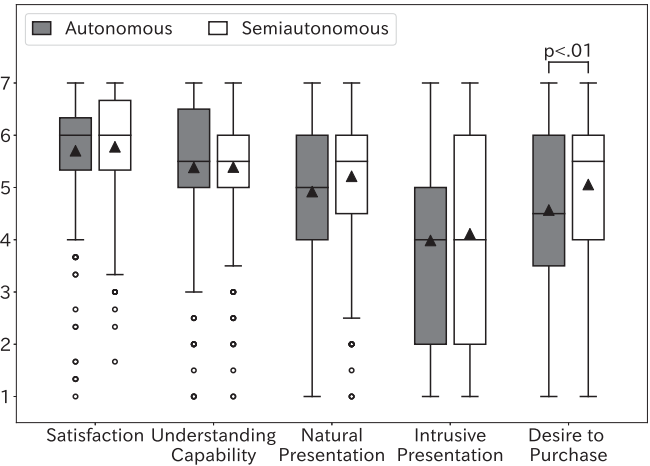 Autonomous Semiautonomous
p<.01
7
6
5
4
3
2
1
Satisfaction Understanding Capability Natural Presentation Intrusive Presentation Desire to Purchase